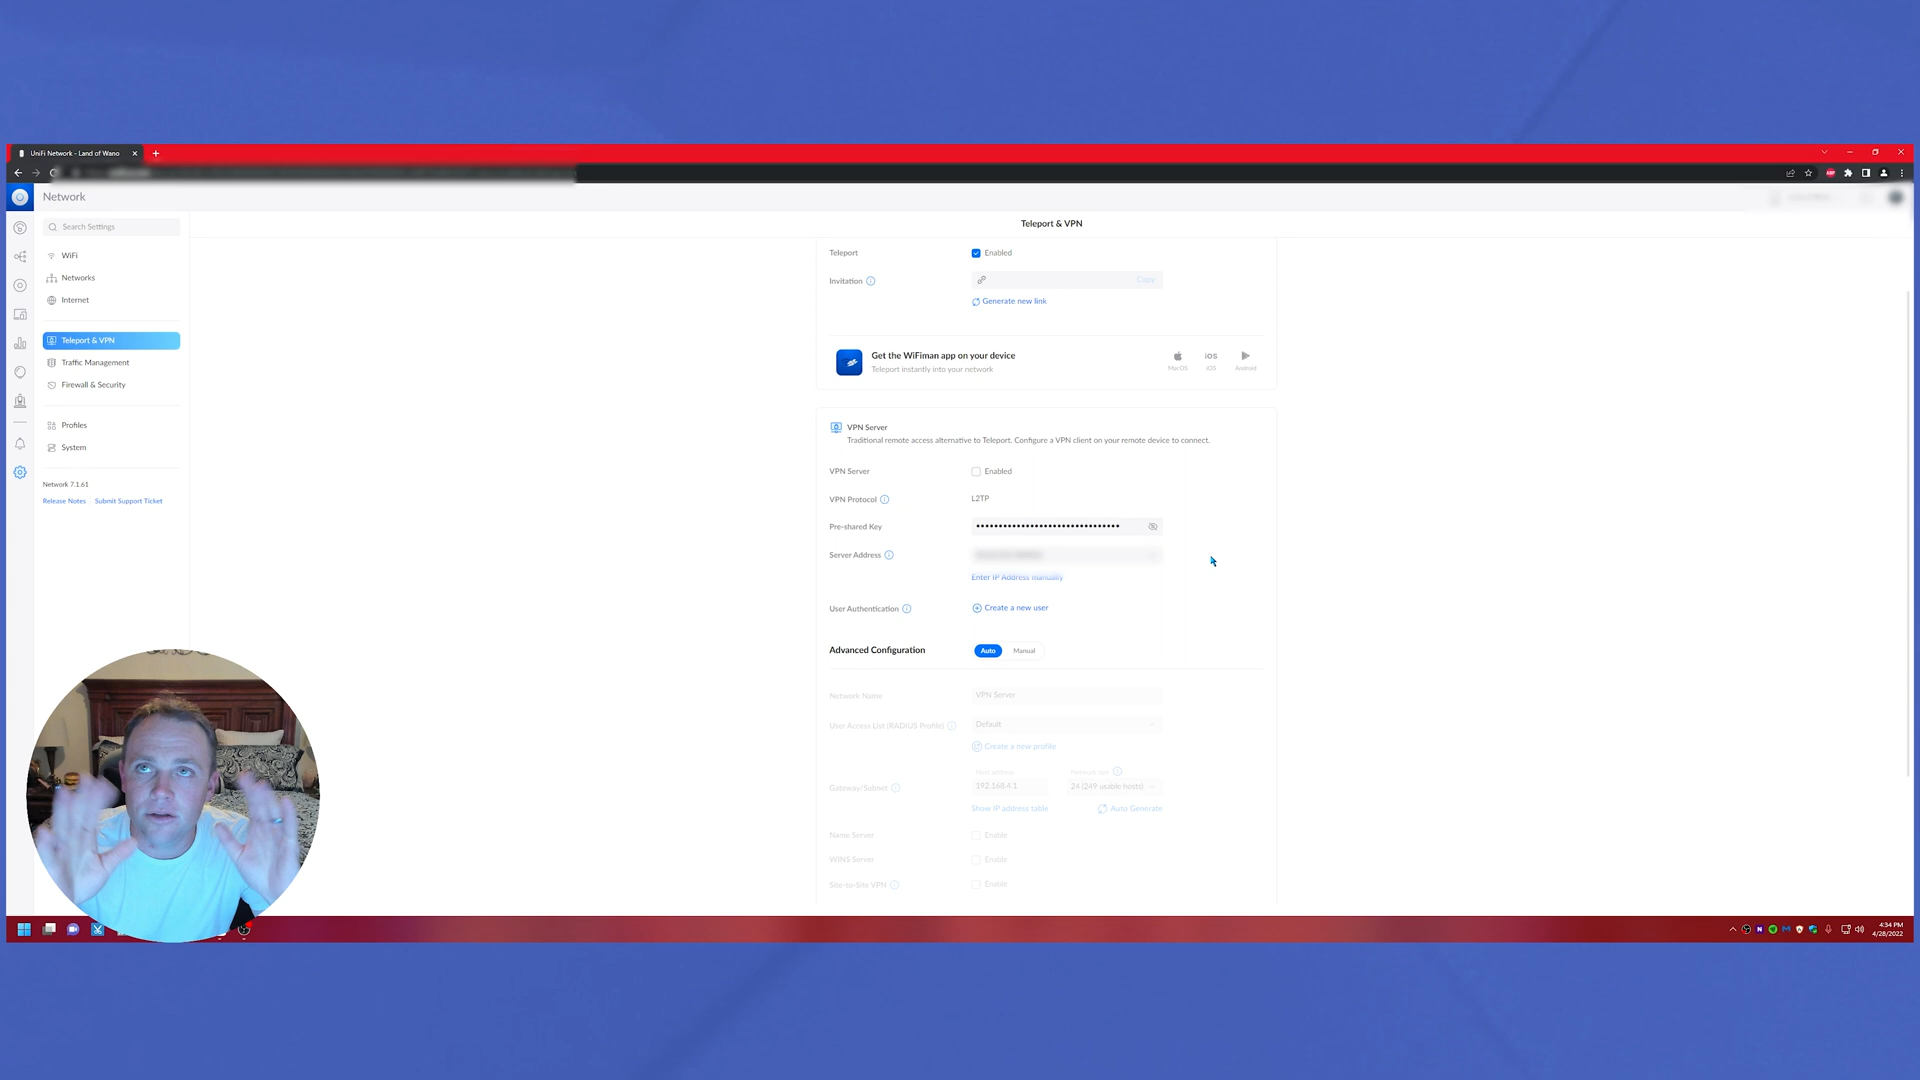 UniFi Network - Land of Wano
Network
Search Settings
WiFi
Networks
Internet
Teleport & VPN
Traffic Management
Firewall & Security
Profiles
System
Network 7.1.61
Release Notes Submit Support Ticket
Teleport & VPN
Teleport Enabled
Invitation Copy
Generate new link
Get the WiFiman app on your device
Teleport instantly into your network
MacOS iOS iOS Android
VPN Server
Traditional remote access alternative to Teleport. Configure a VPN client on your remote device to connect.
VPN Server Enabled
VPN Protocol L2TP
Pre-shared Key
Server Address
Enter IP Address manually
User Authentication Create a new user
Advanced Configuration Auto Manual
Network Name VPN Server
User Access List (RADIUS Profile) Default
Create a new profile
Host address Network size
Gateway/Subnet 192.168.4.1 24 (249 usable hosts)
Show IP address table Auto Generate
Name Server Enable
WINS Server Enable
Site-to-Site VPN Enable
4:34 PM
4/28/2022